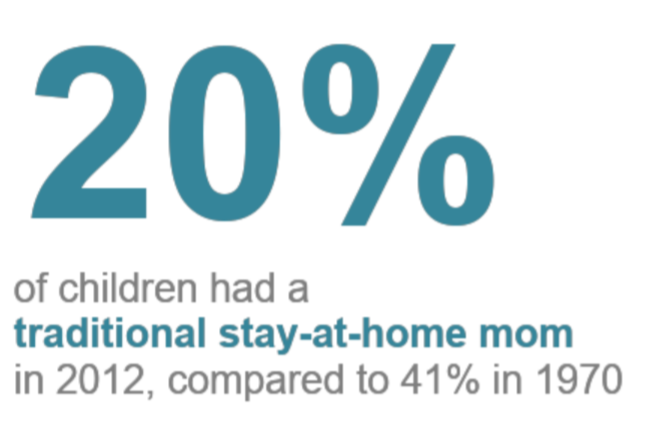 20%
of children had a
traditional stay-at-home mom
in 2012, compared to 41% in 1970